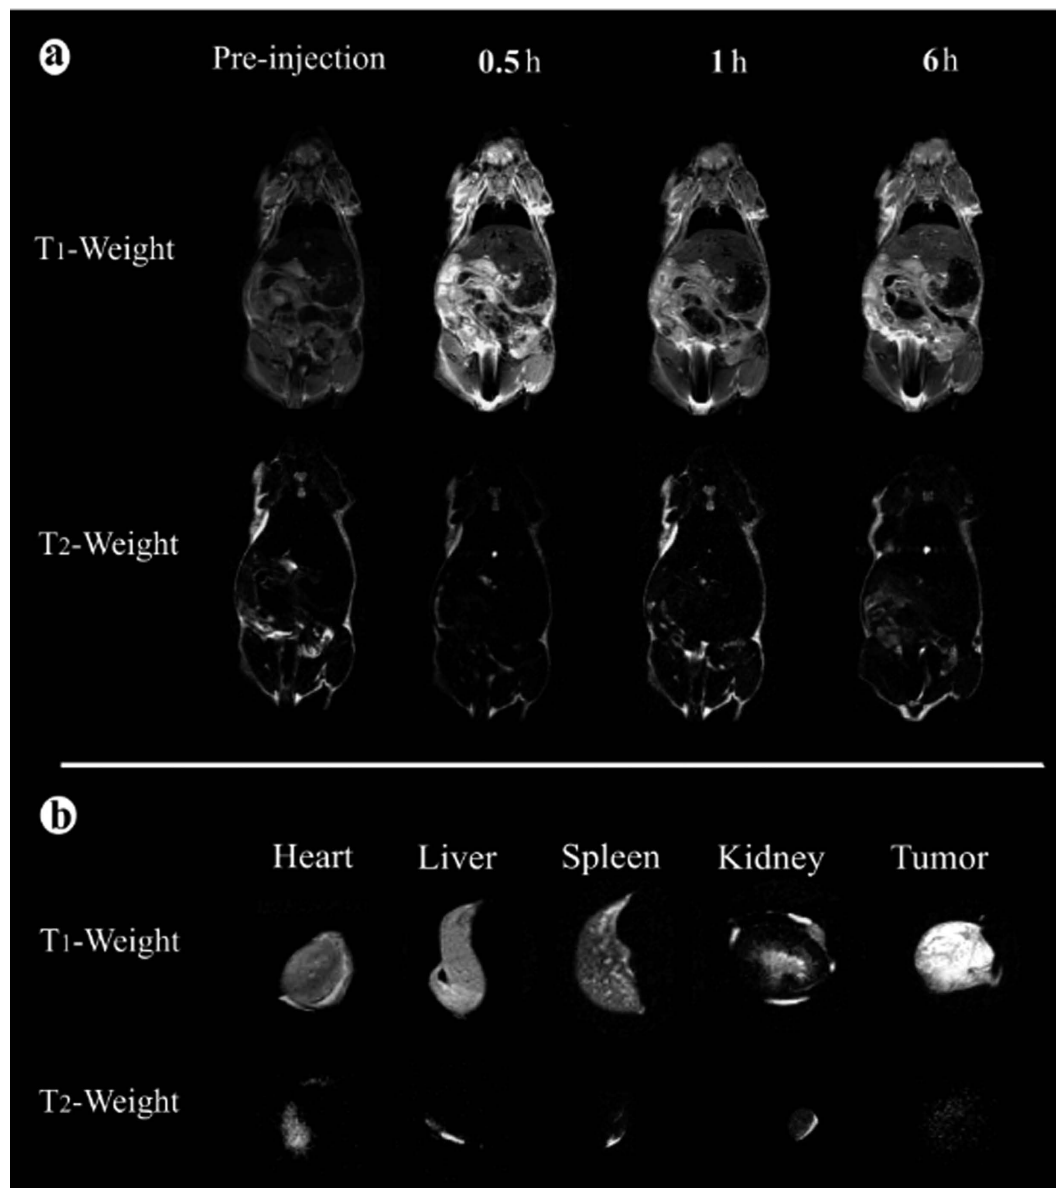 a
Pre-injection 0.5 h 1 h 6 h
T1-Weight
T2-Weight
b
Heart Liver Spleen Kidney Tumor
T1-Weight
T2-Weight